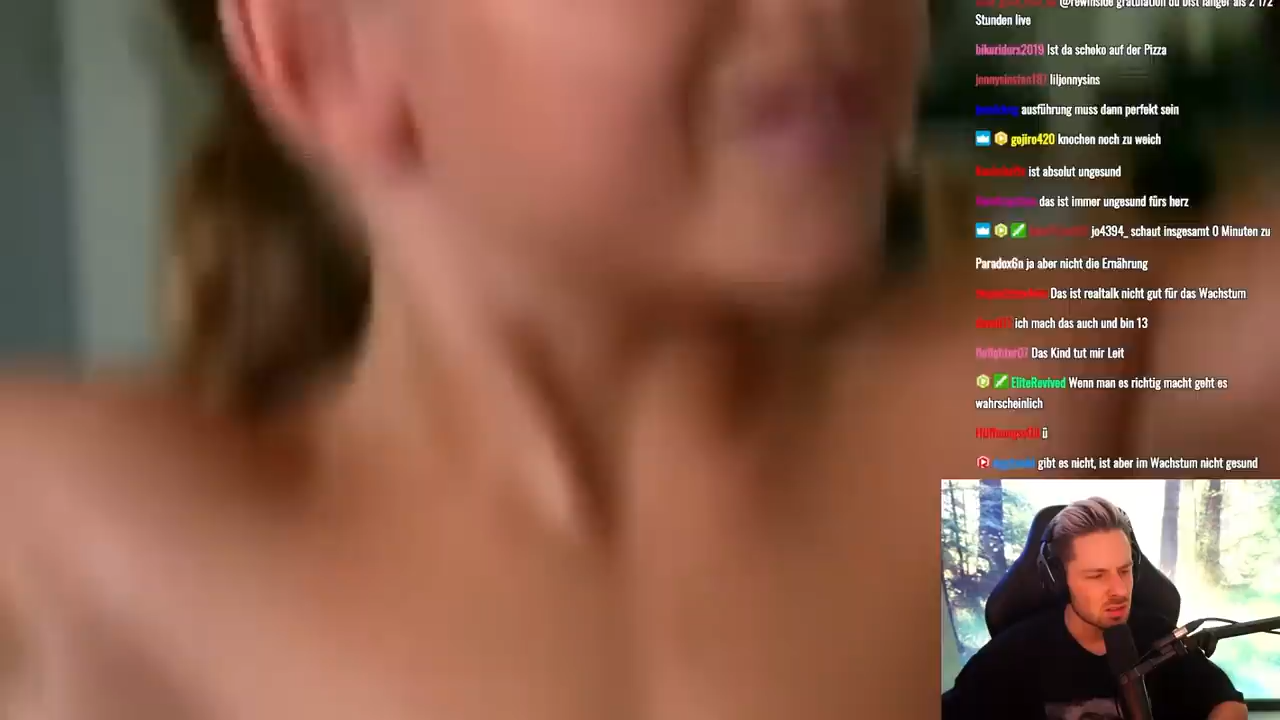 @rewinside gratulation du bist länger als 2 1/2
Stunden live
bikoriders2019 Ist da schoko auf der Pizza
liljonnysins
ausführung muss dann perfekt sein
gojiro420 knochen noch zu weich
ist absolut ungesund
das ist immer ungesund fürs herz
jo4394_ schaut insgesamt 0 Minuten zu
Paradox6n ja aber nicht die Ernährung
Das ist realtalk nicht gut für das Wachstum
ich mach das auch und bin 13
Das Kind tut mir Leit
EliteRevived Wenn man es richtig macht geht es
wahrscheinlich
ü
gibt es nicht, ist aber im Wachstum nicht gesund